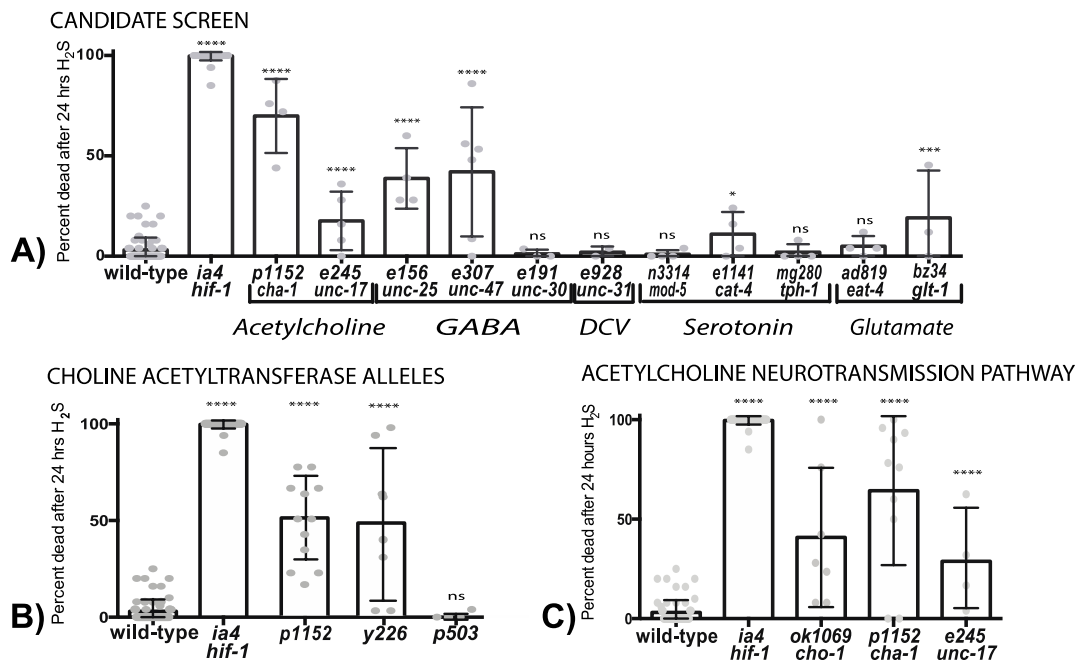 CANDIDATE SCREEN
Percent dead after 24 hrs H2S
100
50
0
**** **** **** **** **** ns ns ns * ns ns ***
A)
wild-type ia4 p1152 e245 e156 e307 e191 e928 n3314 e1141 mg280 ad819 bz34
hif-1 cha-1 unc-17 unc-25 unc-47 unc-30 unc-31 mod-5 cat-4 tph-1 eat-4 glt-1
Acetylcholine GABA DCV Serotonin Glutamate
CHOLINE ACETYLTRANSFERASE ALLELES
Percent dead after 24 hrs H2S
100
50
0
**** **** **** ns
B)
wild-type ia4 p1152 y226 p503
hif-1
ACETYLCHOLINE NEUROTRANSMISSION PATHWAY
Percent dead after 24 hours H2S
100
50
0
**** **** **** ****
C)
wild-type ia4 ok1069 p1152 e245
hif-1 cho-1 cha-1 unc-17